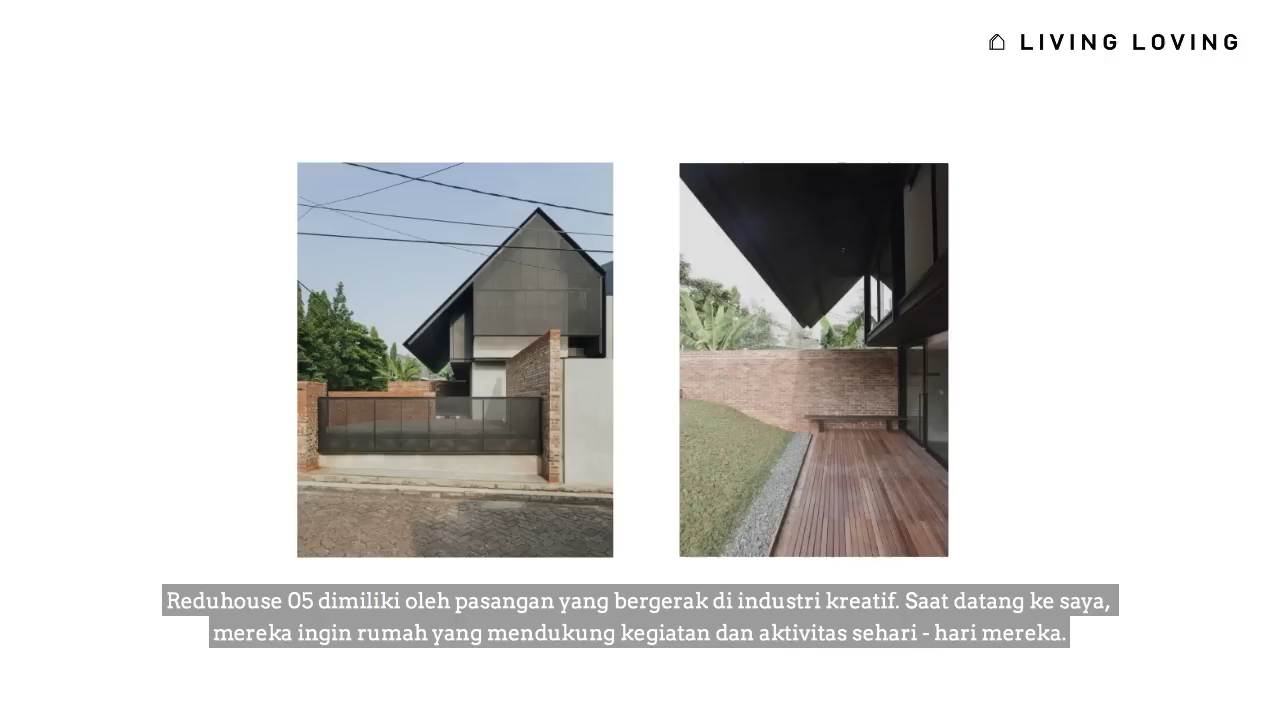 LIVING LOVING
Reduhouse 05 dimiliki oleh pasangan yang bergerak di industri kreatif. Saat datang ke saya,
mereka ingin rumah yang mendukung kegiatan dan aktivitas sehari - hari mereka.